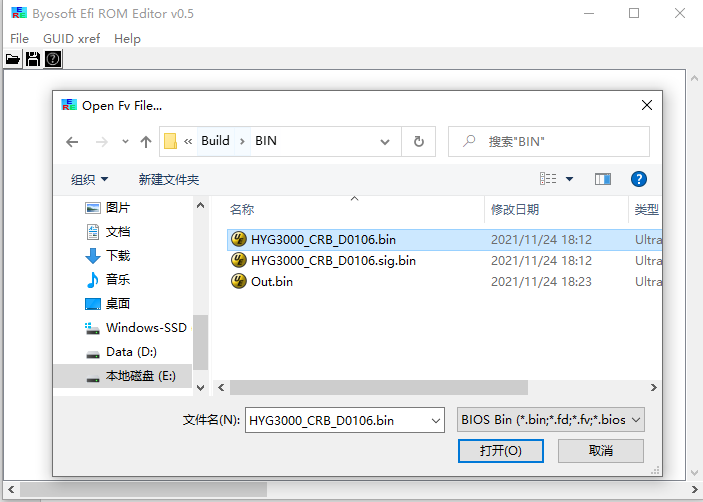 Byosoft Efi ROM Editor v0.5
File GUID xref Help
Open Fv File...
« Build › BIN
搜索"BIN"
组织 新建文件夹
名称 修改日期 类型
图片
文档
下载
音乐
桌面
Windows-SSD
Data (D:)
本地磁盘 (E:)
HYG3000_CRB_D0106.bin 2021/11/24 18:12 Ultra
HYG3000_CRB_D0106.sig.bin 2021/11/24 18:12 Ultra
Out.bin 2021/11/24 18:23 Ultra
文件名(N): HYG3000_CRB_D0106.bin BIOS Bin (*.bin;*.fd;*.fv;*.bios
打开(O) 取消